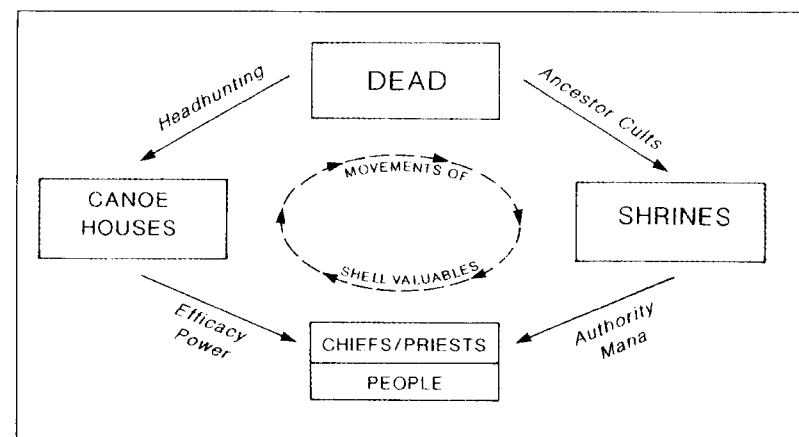 DEAD
Headhunting
Ancestor Cults
MOVEMENTS OF
CANOE
HOUSES
SHRINES
SHELL VALUABLES
Efficacy
Power
Authority
Mana
CHIEFS/PRIESTS
PEOPLE